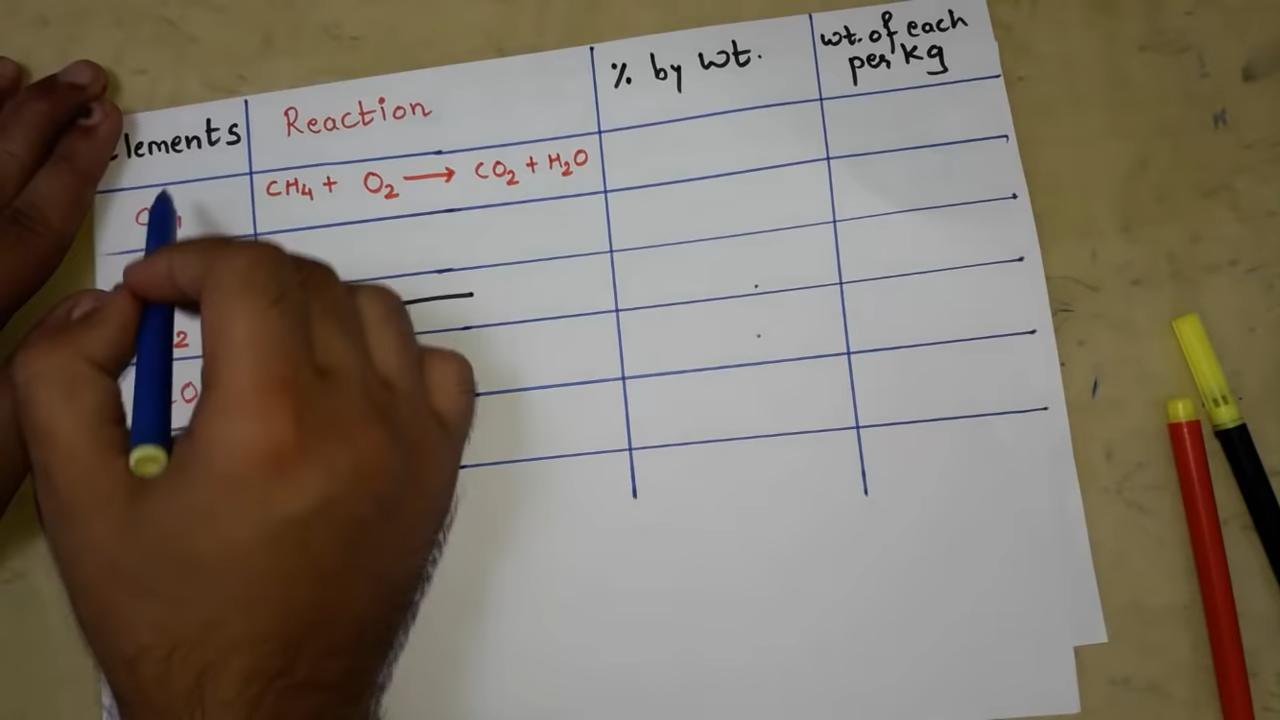 Elements Reaction % by wt. wt. of each
per Kg
CH₄ + O₂ → CO₂ + H₂O